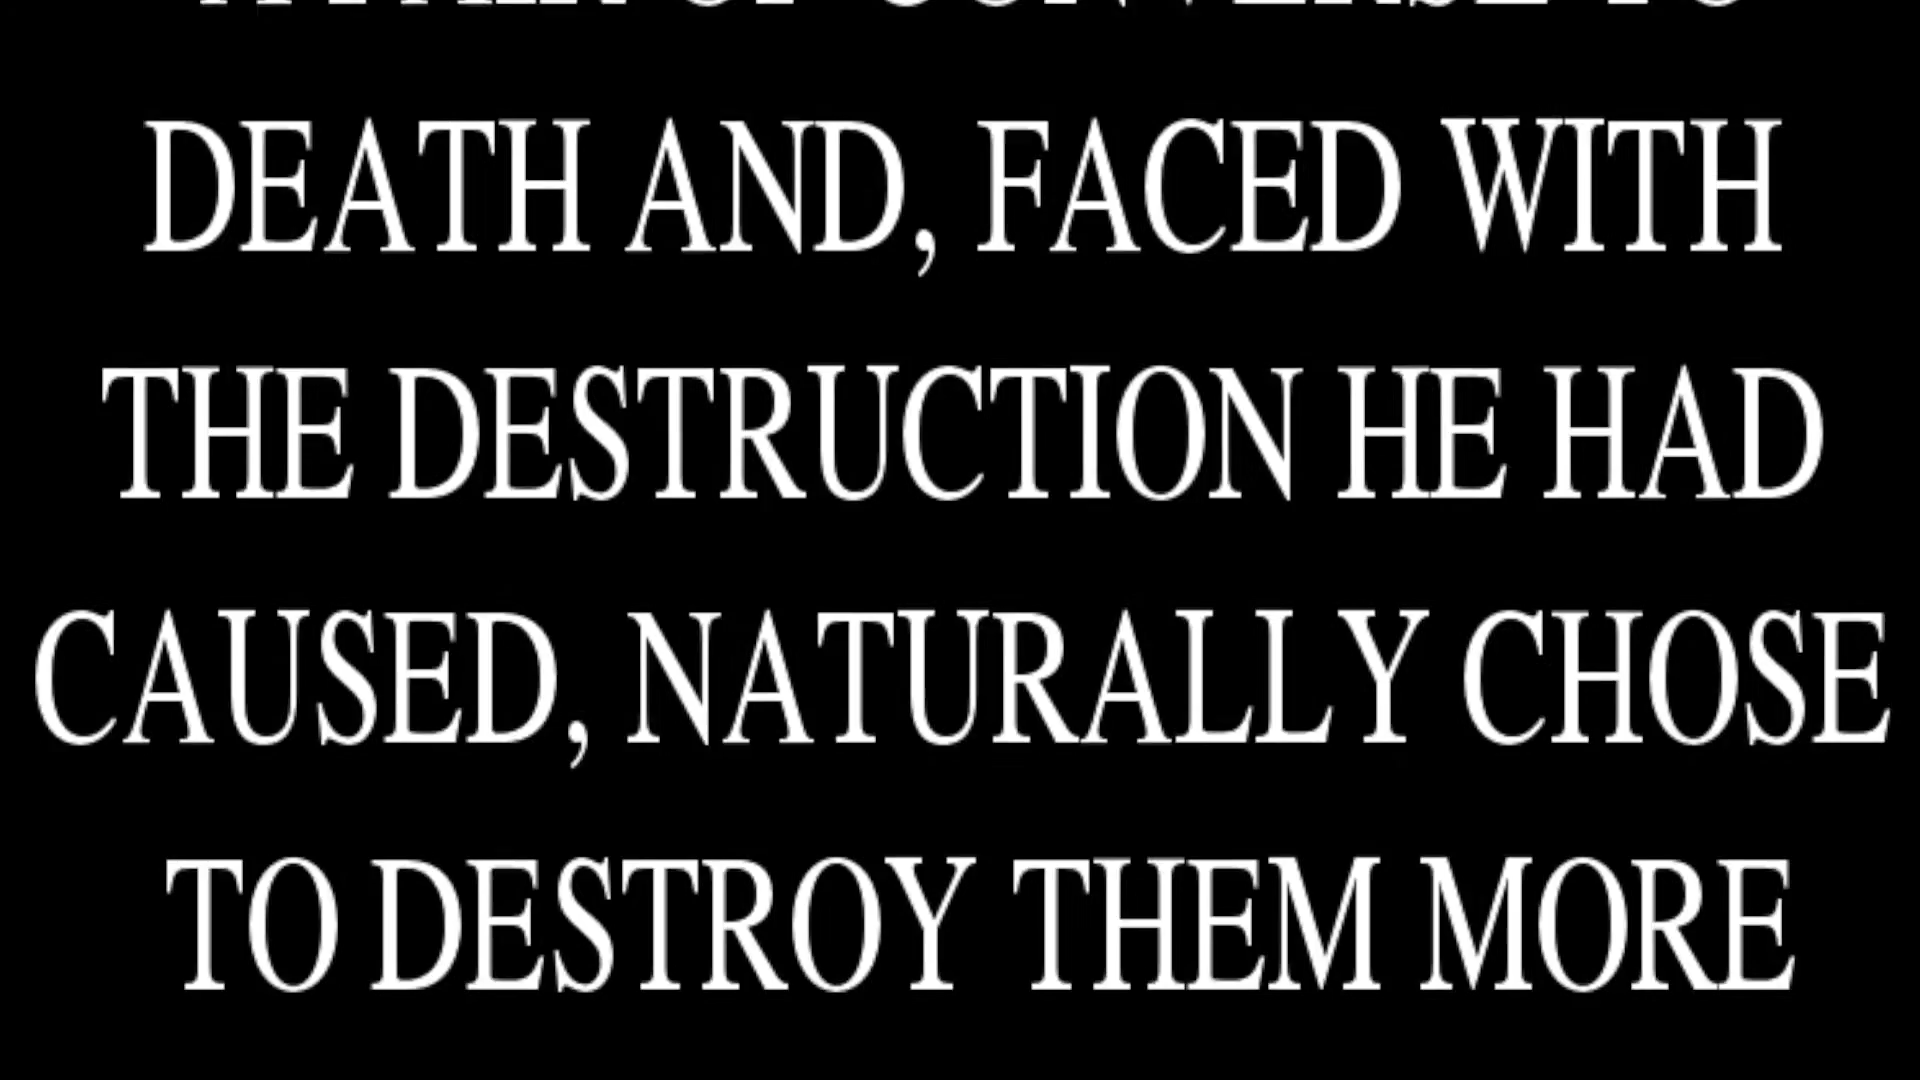 DEATH AND, FACED WITH
THE DESTRUCTION HE HAD
CAUSED, NATURALLY CHOSE
TO DESTROY THEM MORE